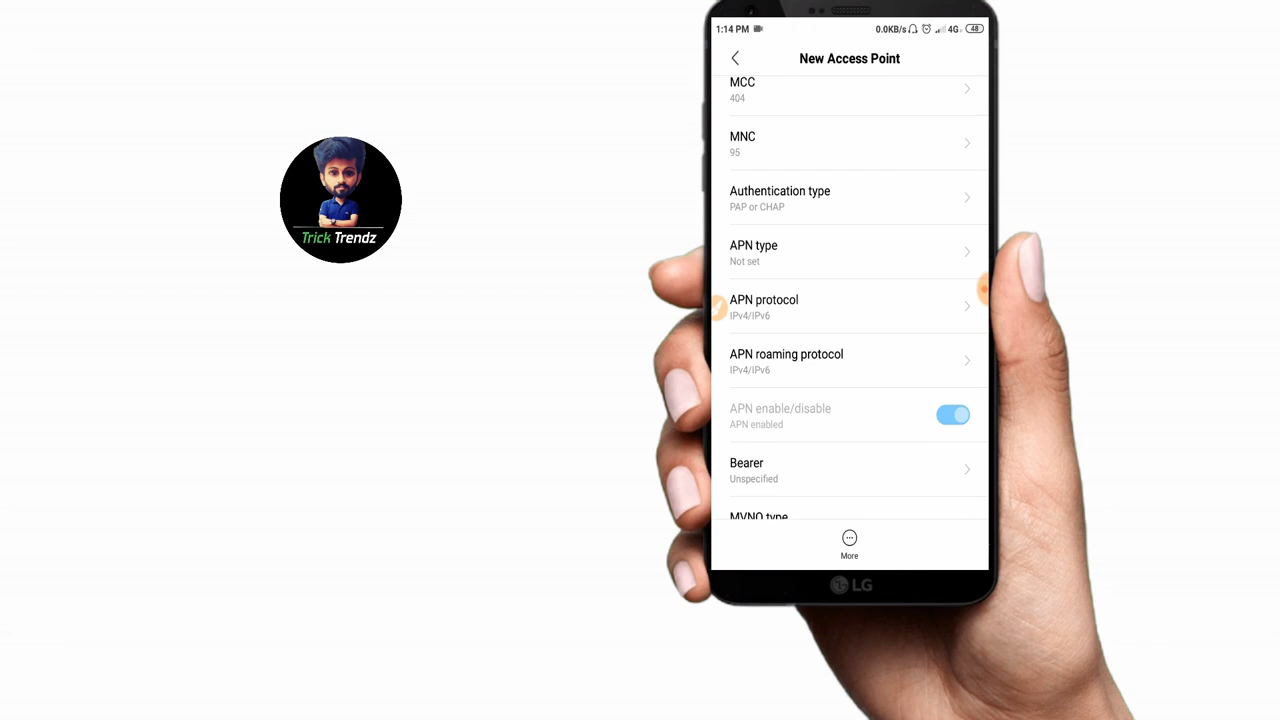 Trick Trendz
1:14 PM 0.0KB/s 4G 48
New Access Point
MCC
404
MNC
95
Authentication type
PAP or CHAP
APN type
Not set
APN protocol
IPv4/IPv6
APN roaming protocol
IPv4/IPv6
APN enable/disable
APN enabled
Bearer
Unspecified
MVNO type
More
LG